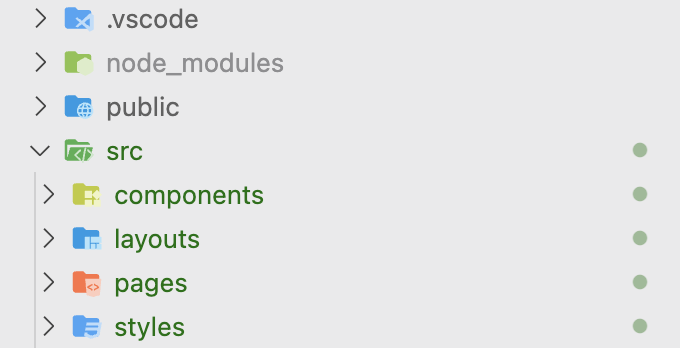 .vscode
node_modules
public
src
components
layouts
pages
styles